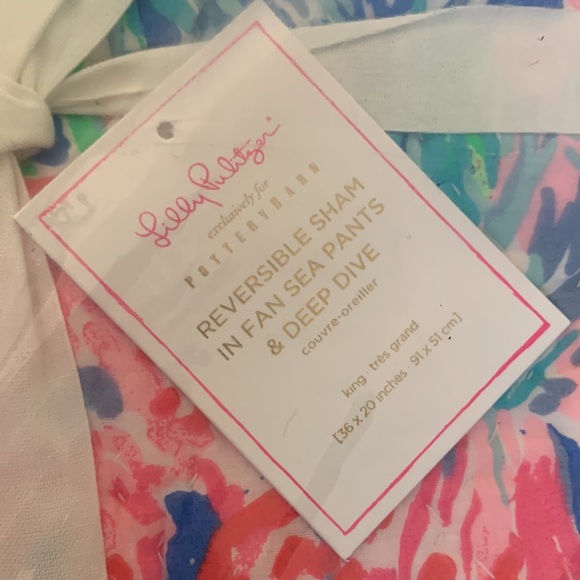 Lilly Pulitzer®
exclusively for
POTTERYBARN
REVERSIBLE SHAM
IN FAN SEA PANTS
& DEEP DIVE
couvre-oreiller
king · très grand
[36 x 20 inches · 91 x 51 cm]